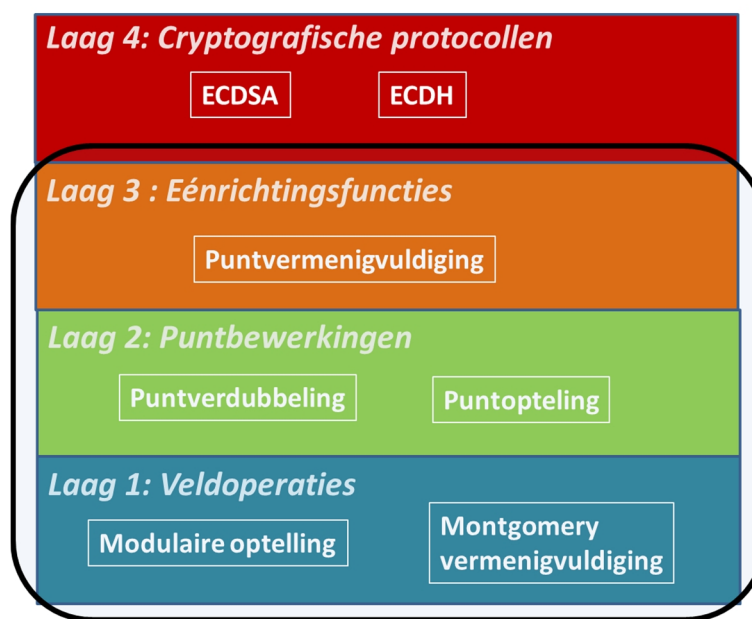 Laag 4: Cryptografische protocollen
ECDSA
ECDH
Laag 3 : Eénrichtingsfuncties
Puntvermenigvuldiging
Laag 2: Puntbewerkingen
Puntverdubbeling
Puntopteling
Laag 1: Veldoperaties
Modulaire optelling
Montgomery
vermenigvuldiging